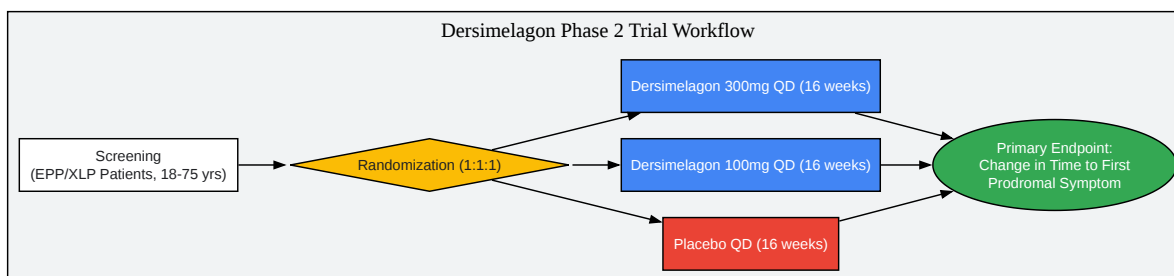 Dersimelagon Phase 2 Trial Workflow
Screening
(EPP/XLP Patients, 18-75 yrs)
Randomization (1:1:1)
Dersimelagon 300mg QD (16 weeks)
Dersimelagon 100mg QD (16 weeks)
Placebo QD (16 weeks)
Primary Endpoint:
Change in Time to First
Prodromal Symptom